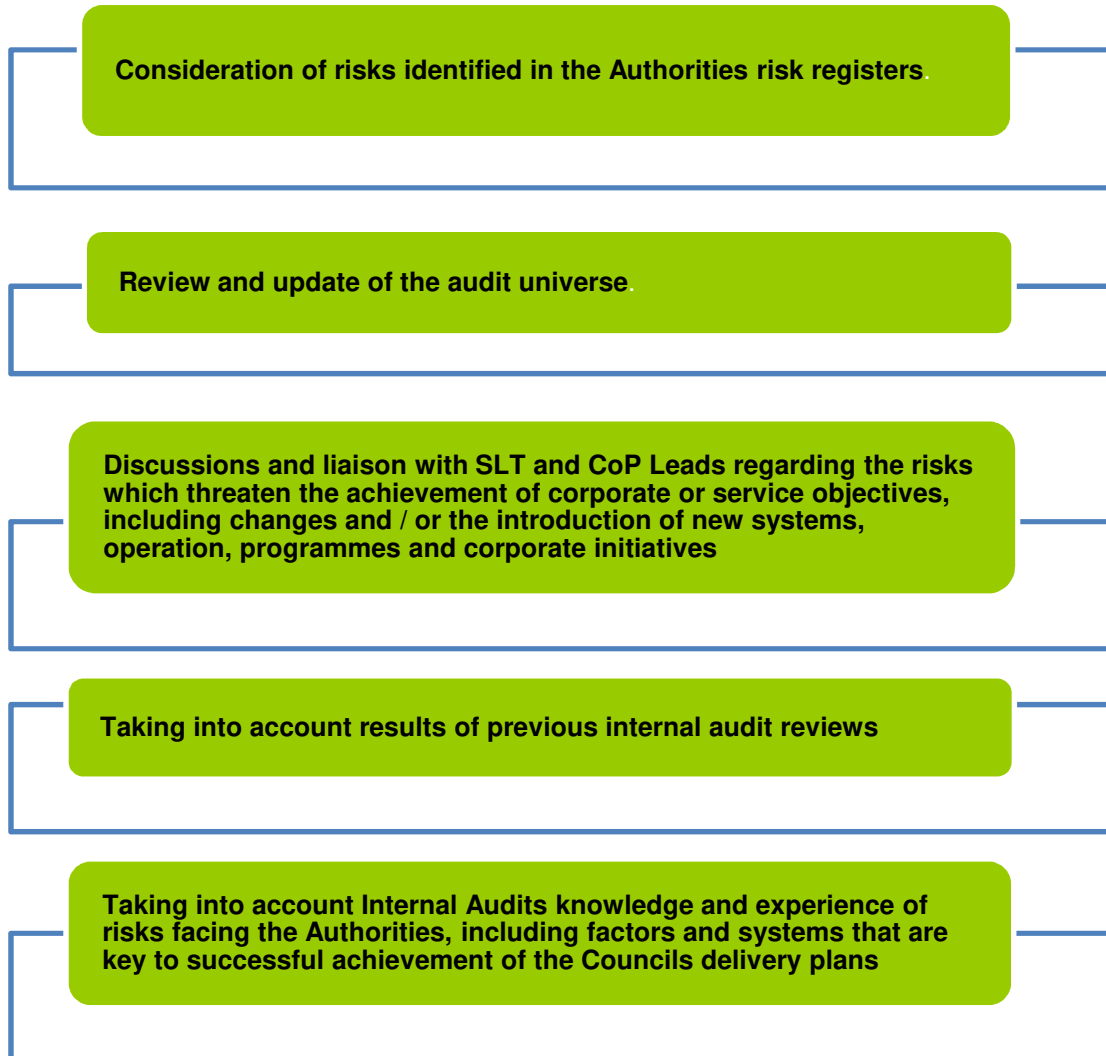 Consideration of risks identified in the Authorities risk registers.
Review and update of the audit universe.
Discussions and liaison with SLT and CoP Leads regarding the risks
which threaten the achievement of corporate or service objectives,
including changes and / or the introduction of new systems,
operation, programmes and corporate initiatives
Taking into account results of previous internal audit reviews
Taking into account Internal Audits knowledge and experience of
risks facing the Authorities, including factors and systems that are
key to successful achievement of the Councils delivery plans